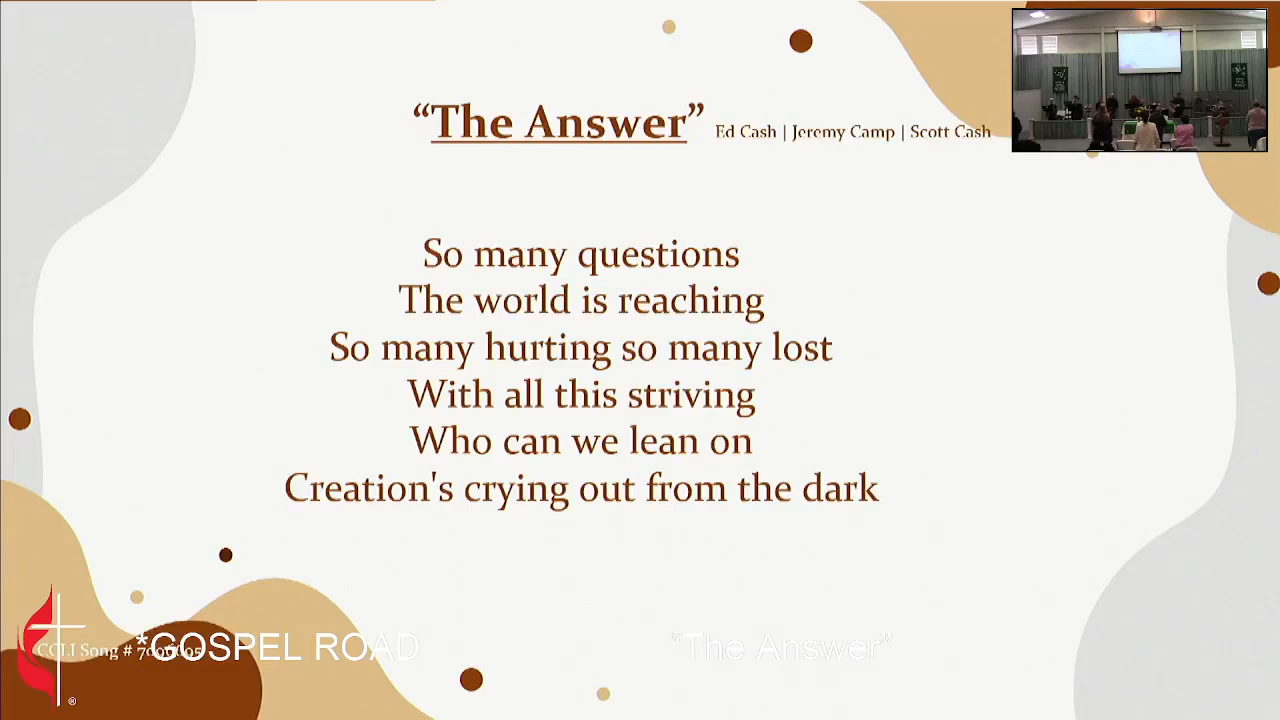 “The Answer” Ed Cash | Jeremy Camp | Scott Cash
So many questions
The world is reaching
So many hurting so many lost
With all this striving
Who can we lean on
Creation's crying out from the dark
CCLI Song #
*GOSPEL ROAD “The Answer”
®